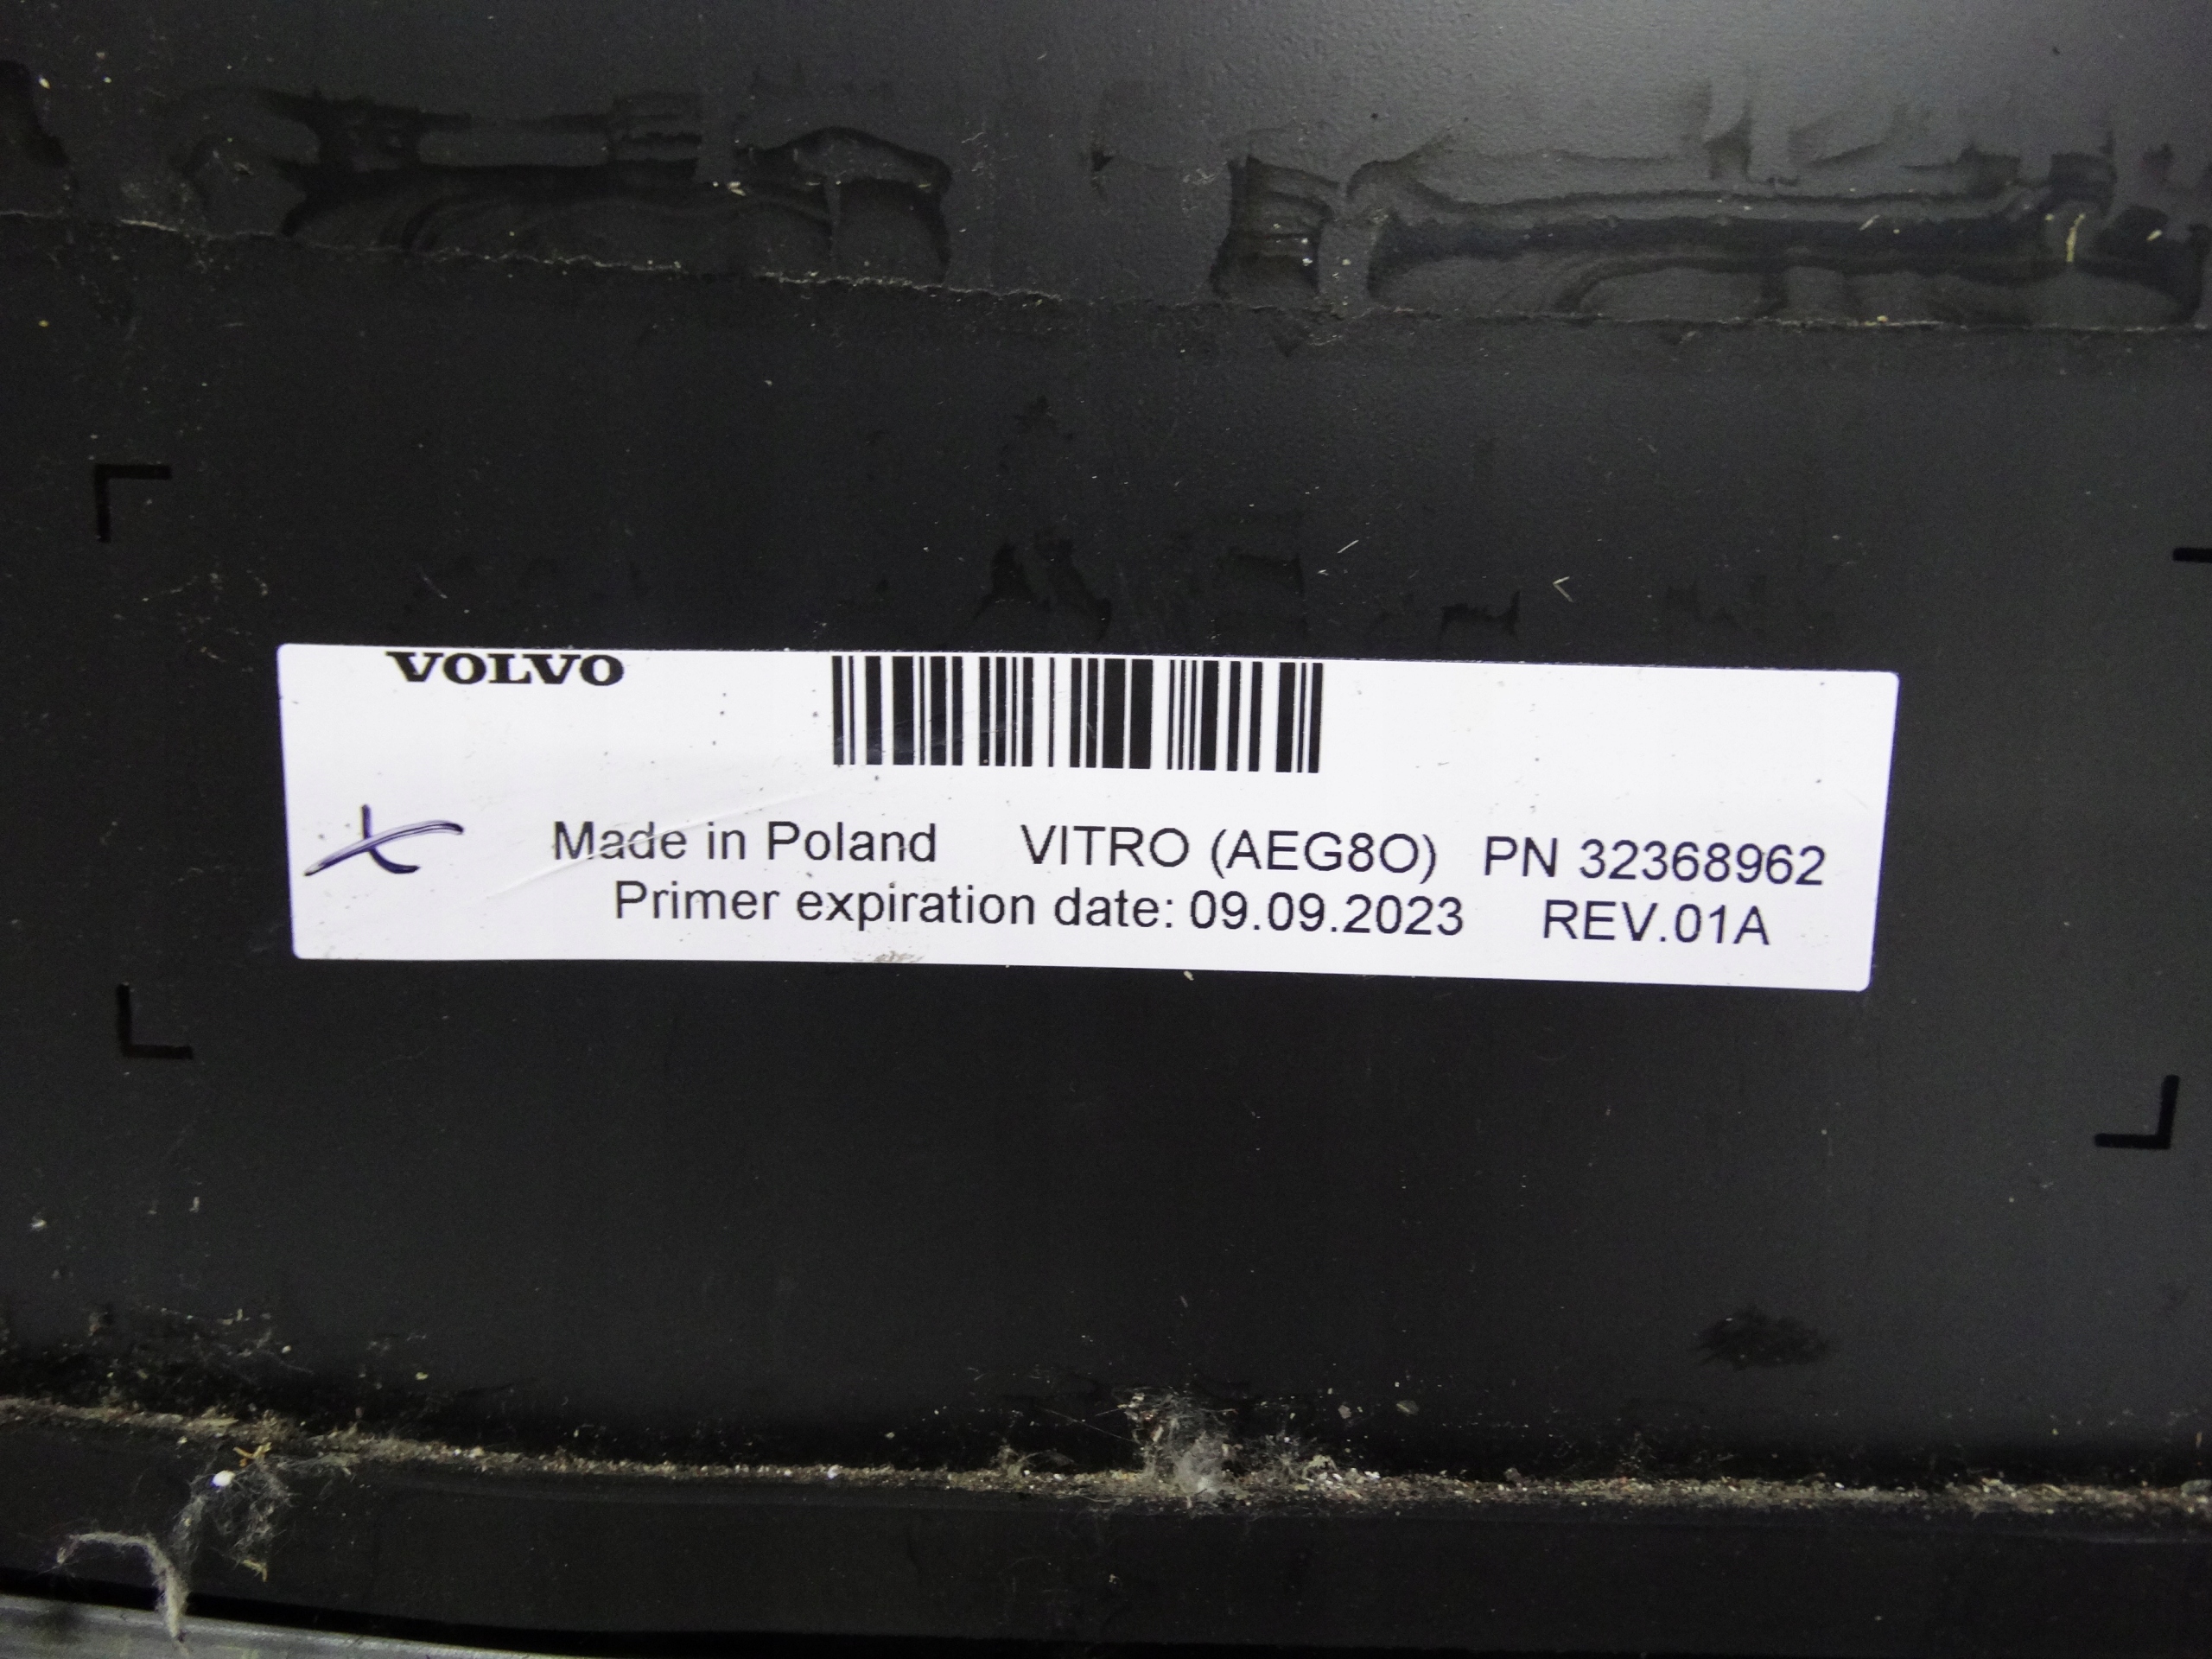 VOLVO
Made in Poland VITRO (AEG8O) PN 32368962
Primer expiration date: 09.09.2023 REV.01A